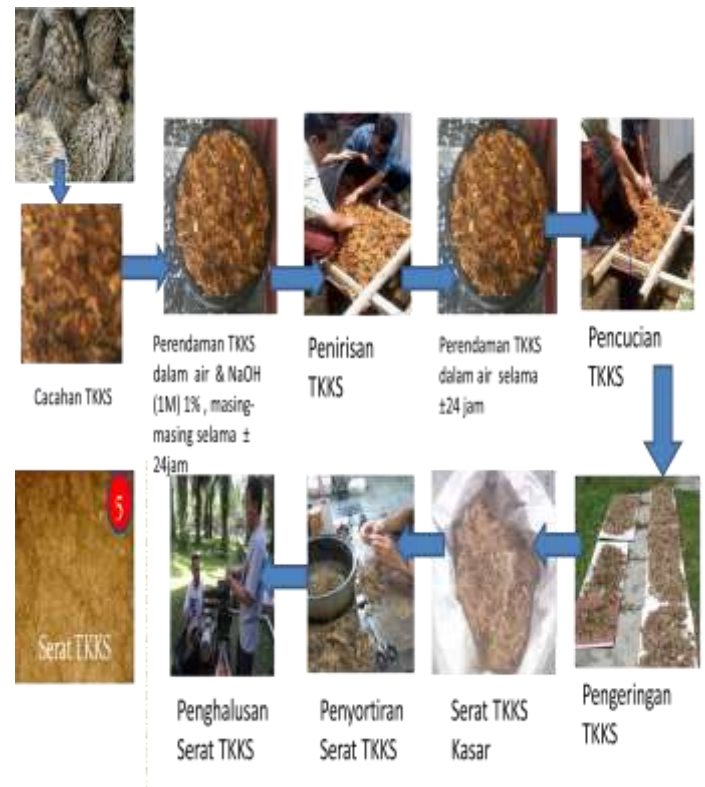 Cacahan TKKS
Perendaman TKKS
dalam air & NaOH
(1M) 1% , masing-
masing selama ±
24jam
Penirisan
TKKS
Perendaman TKKS
dalam air selama
±24 jam
Pencucian
TKKS
Pengeringan
TKKS
Serat TKKS
Kasar
Penyortiran
Serat TKKS
Penghalusan
Serat TKKS
5
Serat TKKS